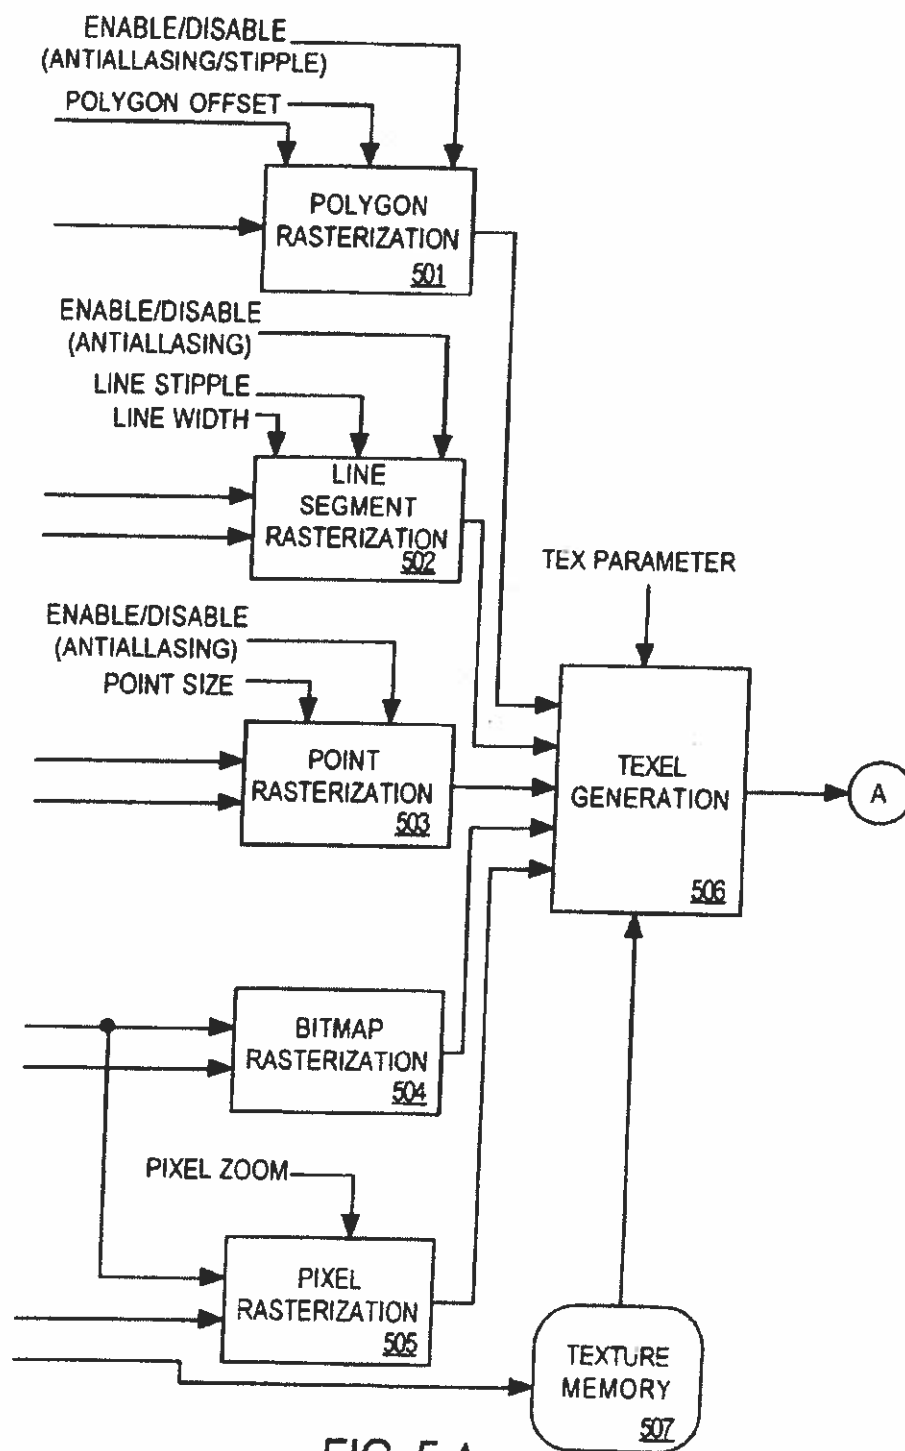 ENABLE/DISABLE
(ANTIALLASING/STIPPLE)
POLYGON OFFSET
POLYGON
RASTERIZATION
501
ENABLE/DISABLE
(ANTIALLASING)
LINE STIPPLE
LINE WIDTH
LINE
SEGMENT
RASTERIZATION
502
TEX PARAMETER
ENABLE/DISABLE
(ANTIALLASING)
POINT SIZE
POINT
RASTERIZATION
503
TEXEL
GENERATION
506
A
BITMAP
RASTERIZATION
504
PIXEL ZOOM
PIXEL
RASTERIZATION
505
TEXTURE
MEMORY
507
FIG. 5A